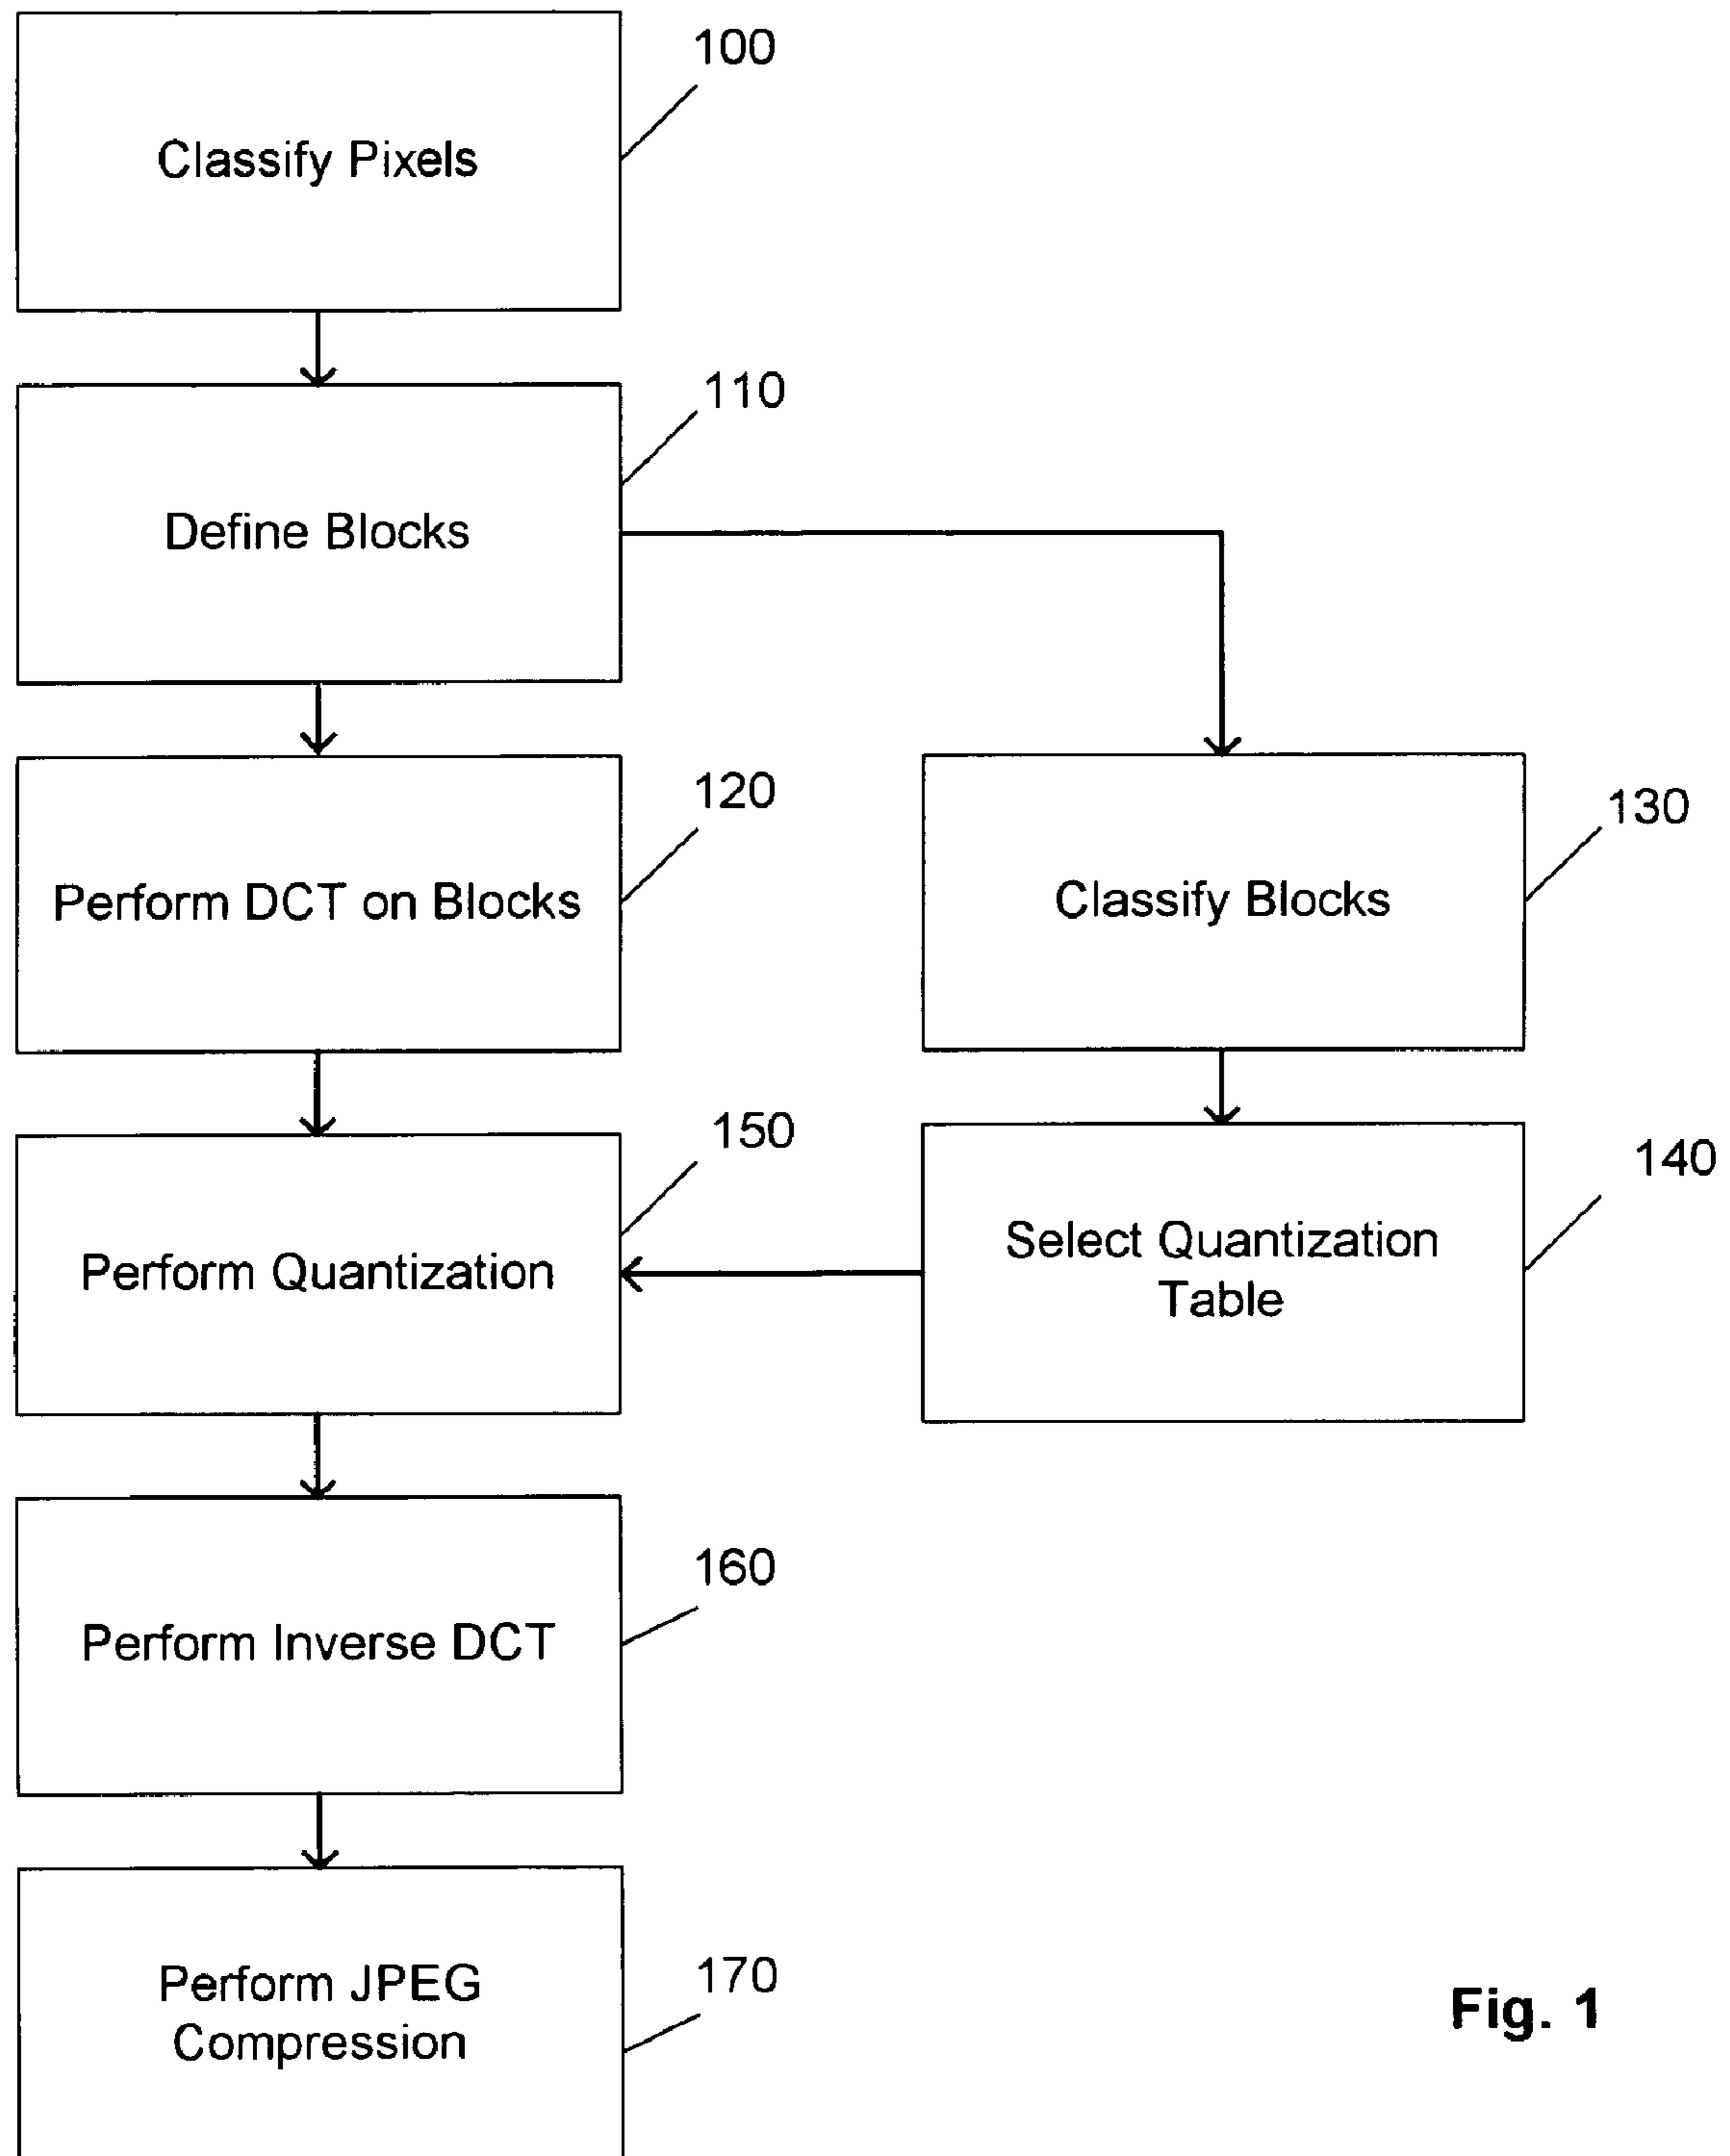 100
Classify Pixels
110
Define Blocks
120
Perform DCT on Blocks
130
Classify Blocks
150
Perform Quantization
140
Select Quantization
Table
160
Perform Inverse DCT
170
Perform JPEG
Compression
Fig. 1